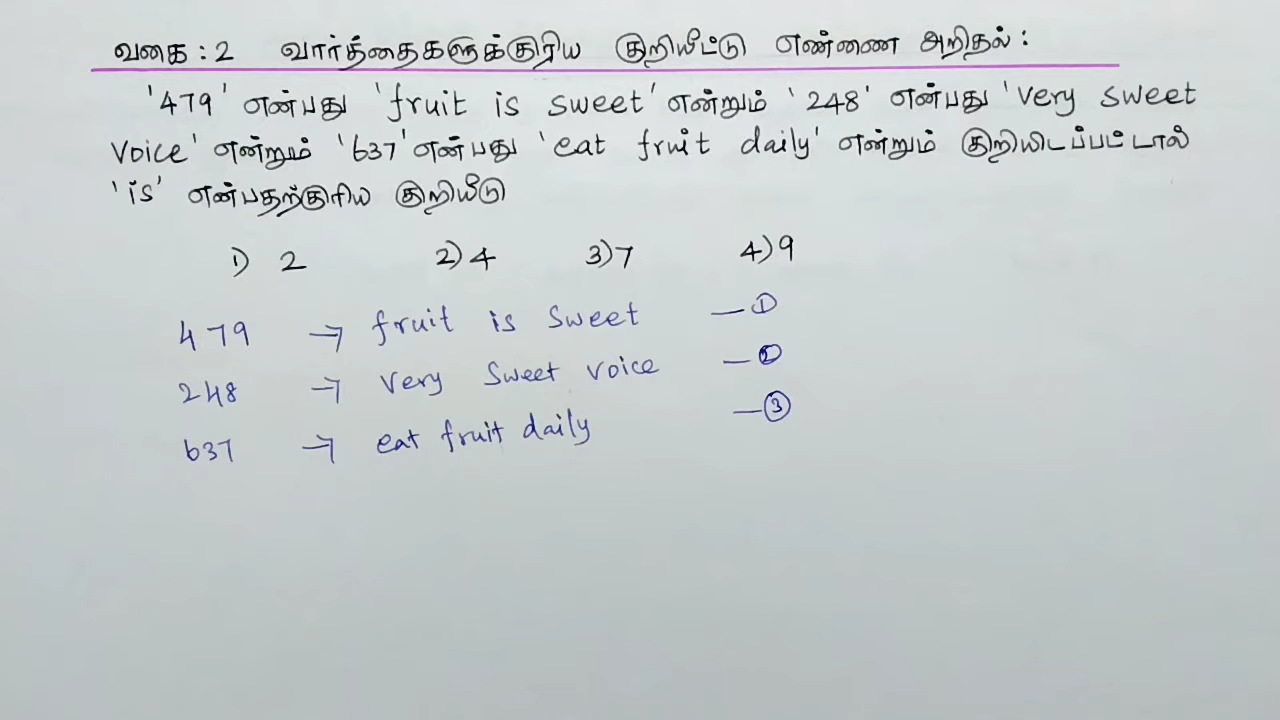 வகை : 2 வார்த்தைகளுக்குரிய குறியீட்டு எண்ணை அறிதல் :
'479' என்பது 'fruit is sweet' என்றும் '248' என்பது 'very sweet
voice' என்றும் '637' என்பது 'eat fruit daily' என்றும் குறியிடப்பட்டால்
'is' என்பதற்குரிய குறியீடு
1) 2 2) 4 3) 7 4) 9
479 → fruit is sweet — ①
248 → very sweet voice — ②
637 → eat fruit daily — ③